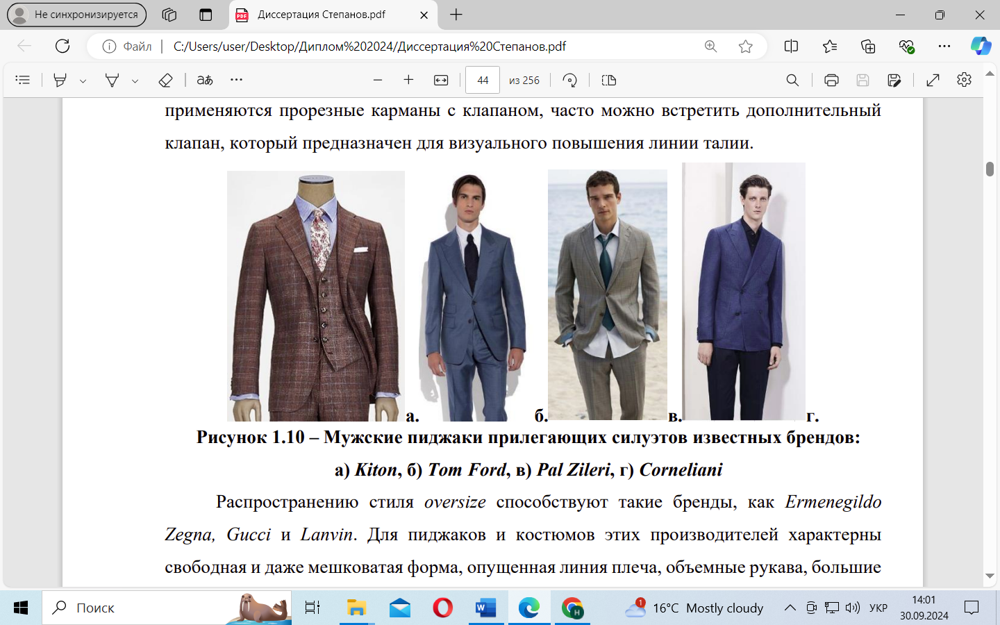 Не синхронизируется
Диссертация Степанов.pdf
Файл
C:/Users/user/Desktop/Диплом%202024/Диссертация%20Степанов.pdf
аあ
44
из 256
применяются прорезные карманы с клапаном, часто можно встретить дополнительный
клапан, который предназначен для визуального повышения линии талии.
а. б. в. г.
Рисунок 1.10 – Мужские пиджаки прилегающих силуэтов известных брендов:
а) Kiton, б) Tom Ford, в) Pal Zileri, г) Corneliani
Распространению стиля oversize способствуют такие бренды, как Ermenegildo
Zegna, Gucci и Lanvin. Для пиджаков и костюмов этих производителей характерны
свободная и даже мешковатая форма, опущенная линия плеча, объемные рукава, большие
Поиск
1
16°C Mostly cloudy
УКР
14:01
30.09.2024